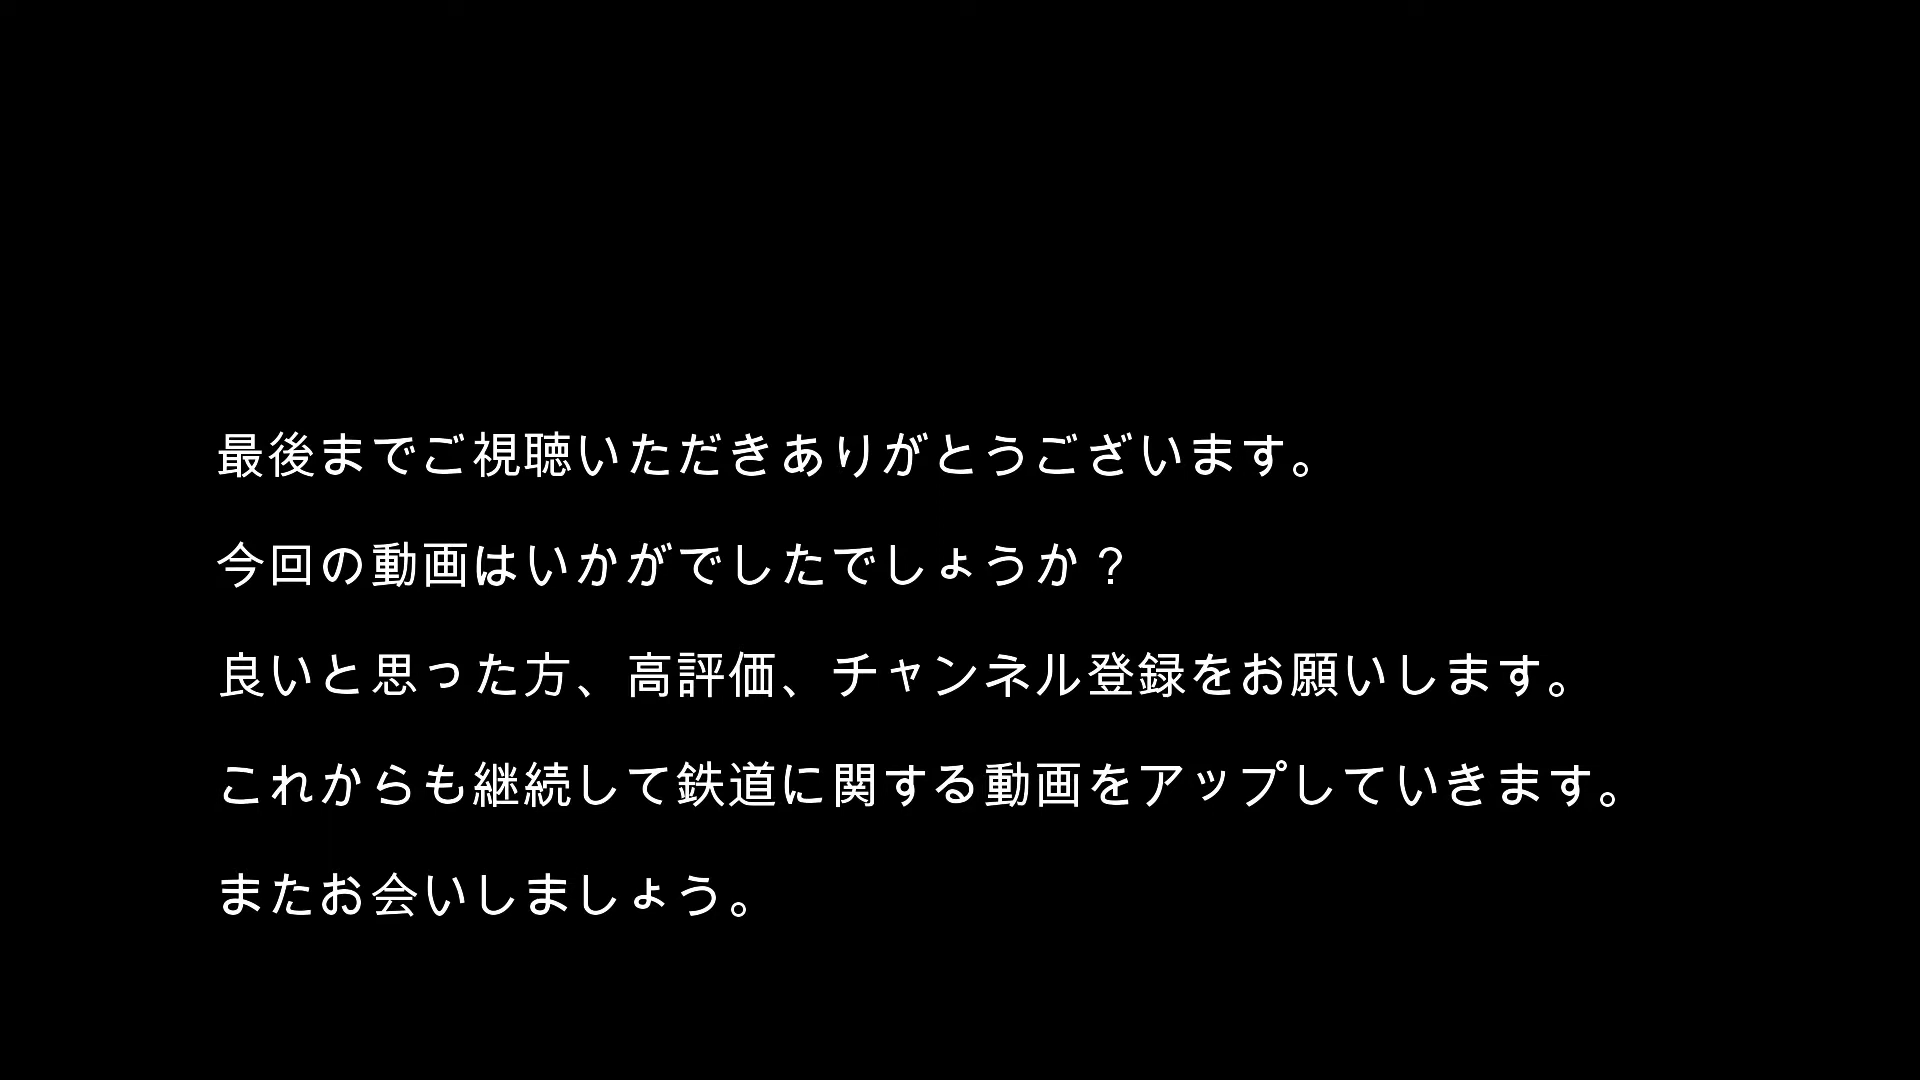 最後までご視聴いただきありがとうございます。
今回の動画はいかがでしたでしょうか？
良いと思った方、高評価、チャンネル登録をお願いします。
これからも継続して鉄道に関する動画をアップしていきます。
またお会いしましょう。